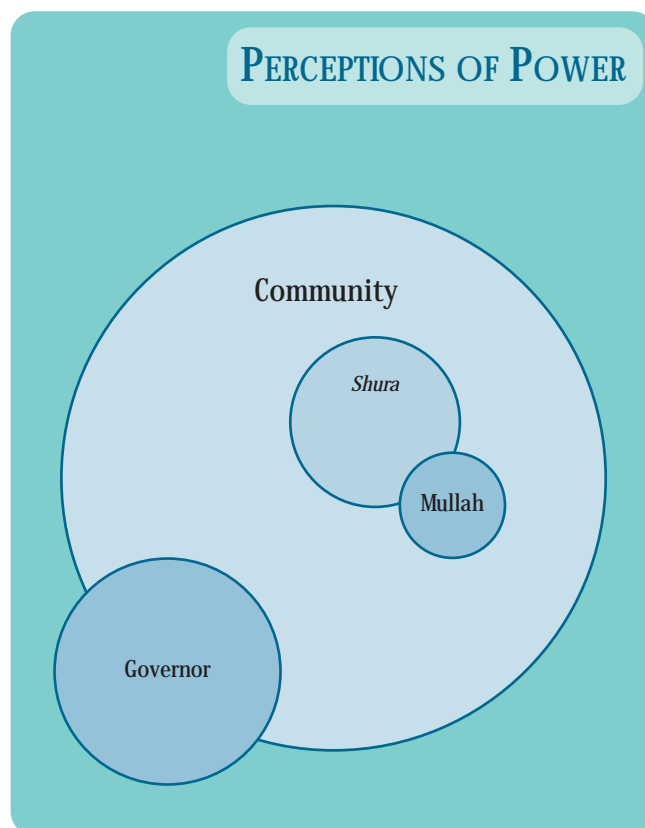 PERCEPTIONS OF POWER
Community
Shura
Mullah
Governor